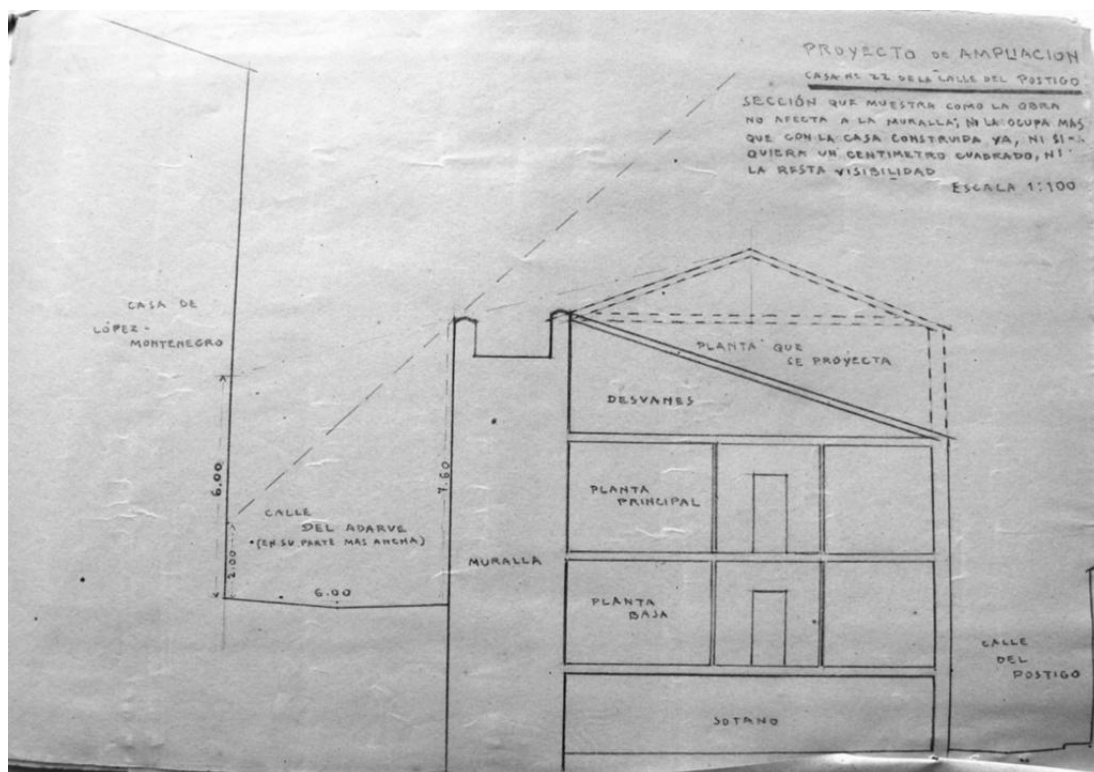 PROYECTO DE AMPLIACION
CASA Nº 22 DE LA CALLE DEL POSTIGO
SECCIÓN QUE MUESTRA COMO LA OBRA
NO AFECTA A LA MURALLA, NI LA OCUPA MAS
QUE CON LA CASA CONSTRUIDA YA, NI SI-
QUIERA UN CENTIMETRO CUADRADO, NI
LA RESTA VISIBILIDAD
ESCALA 1:100
CASA DE
LÓPEZ-
MONTENEGRO
PLANTA QUE
SE PROYECTA
DESVANES
6.00
7.60
PLANTA
PRINCIPAL
CALLE
DEL ADARVE
(EN SU PARTE MAS ANCHA)
2.00
6.00
MURALLA
PLANTA
BAJA
CALLE
DEL
POSTIGO
SOTANO